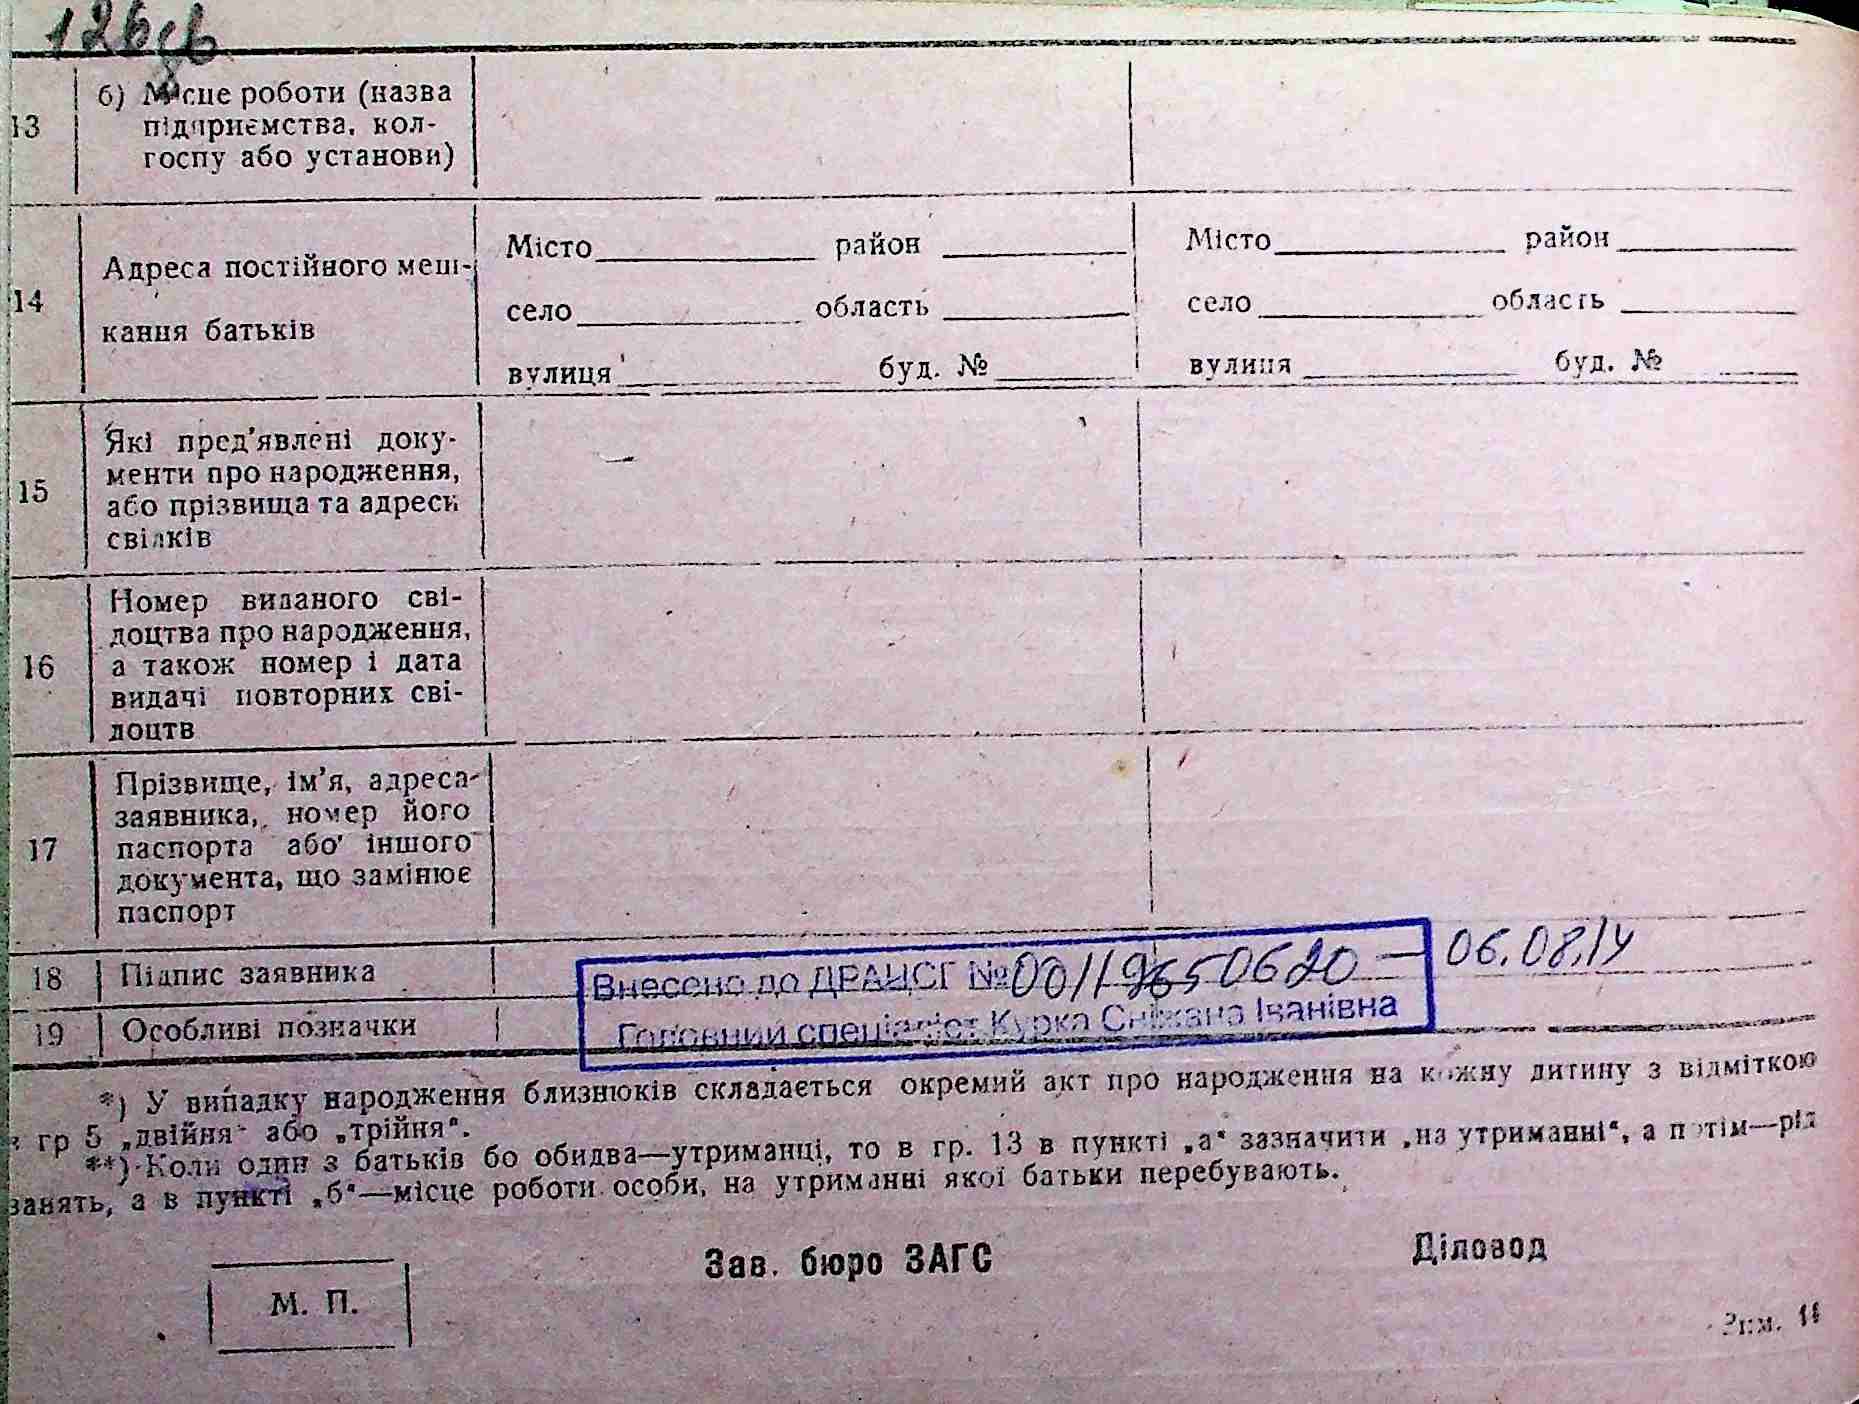 126зв
13 б) Місце роботи (назва
підприємства, кол-
госпу або установи)
14 Адреса постійного меш-
кання батьків
Місто район
село область
вулиця буд. №
Місто район
село область
вулиця буд. №
15 Які пред'явлені доку-
менти про народження,
або прізвища та адреси
свідків
16 Номер виданого сві-
доцтва про народження,
а також номер і дата
видачі повторних сві-
доцтв
17 Прізвище, ім'я, адреса
заявника, номер його
паспорта або іншого
документа, що замінює
паспорт
18 Підпис заявника
Внесено до ДРАЦСГ №00119650620 — 06.08.14
Головний спеціаліст Курка Сніжана Іванівна
19 Особливі позначки
*) У випадку народження близнюків складається окремий акт про народження на кожну дитину з відміткою
гр 5 „двійня" або „трійня".
**) Коли один з батьків бо обидва—утриманці, то в гр. 13 в пункті „а" зазначити „на утриманні", а потім—рід
занять, а в пункті „б"—місце роботи особи, на утриманні якої батьки перебувають.
Зав. бюро ЗАГС
Діловод
М. П.